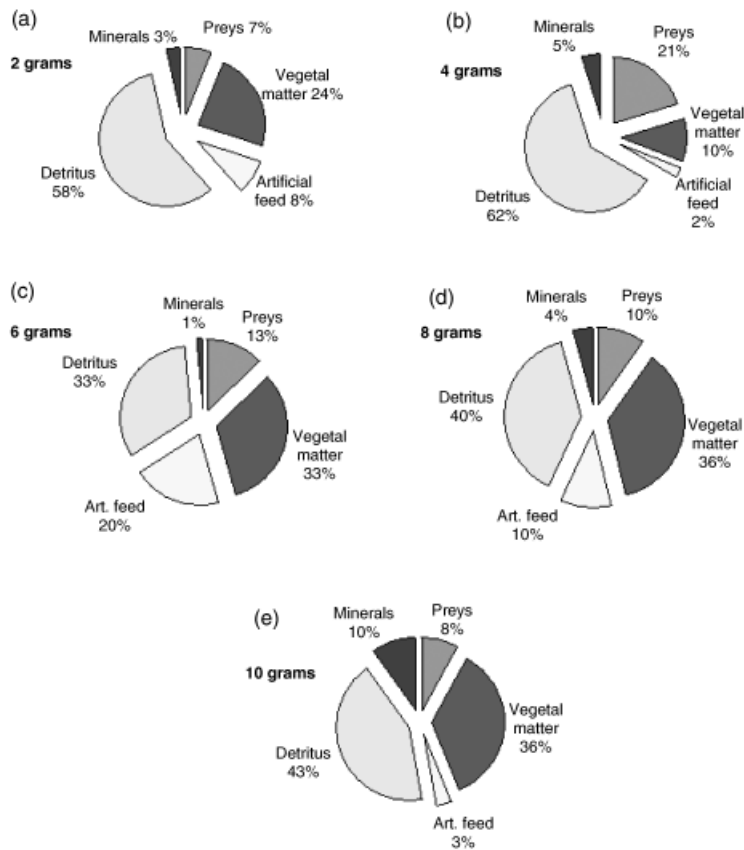 (a)
2 grams
Minerals 3%
Preys 7%
Vegetal
matter 24%
Artificial
feed 8%
Detritus
58%
(b)
4 grams
Minerals
5%
Preys
21%
Vegetal
matter
10%
Artificial
feed
2%
Detritus
62%
(c)
6 grams
Minerals
1%
Preys
13%
Vegetal
matter
33%
Art. feed
20%
Detritus
33%
(d)
8 grams
Minerals
4%
Preys
10%
Vegetal
matter
36%
Art. feed
10%
Detritus
40%
(e)
10 grams
Minerals
10%
Preys
8%
Vegetal
matter
36%
Art. feed
3%
Detritus
43%